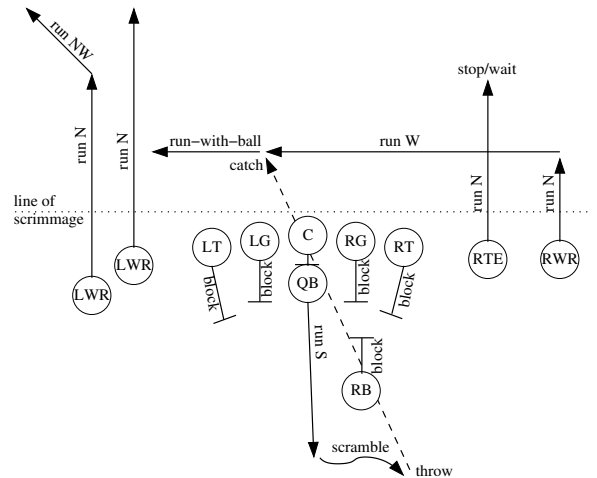 run NW
stop/wait
run N
run N
run-with-ball
run W
catch
run N
run N
line of
scrimmage
LT
LG
C
RG
RT
LWR
RTE
RWR
LWR
QB
block
block
block
block
run S
block
RB
scramble
throw